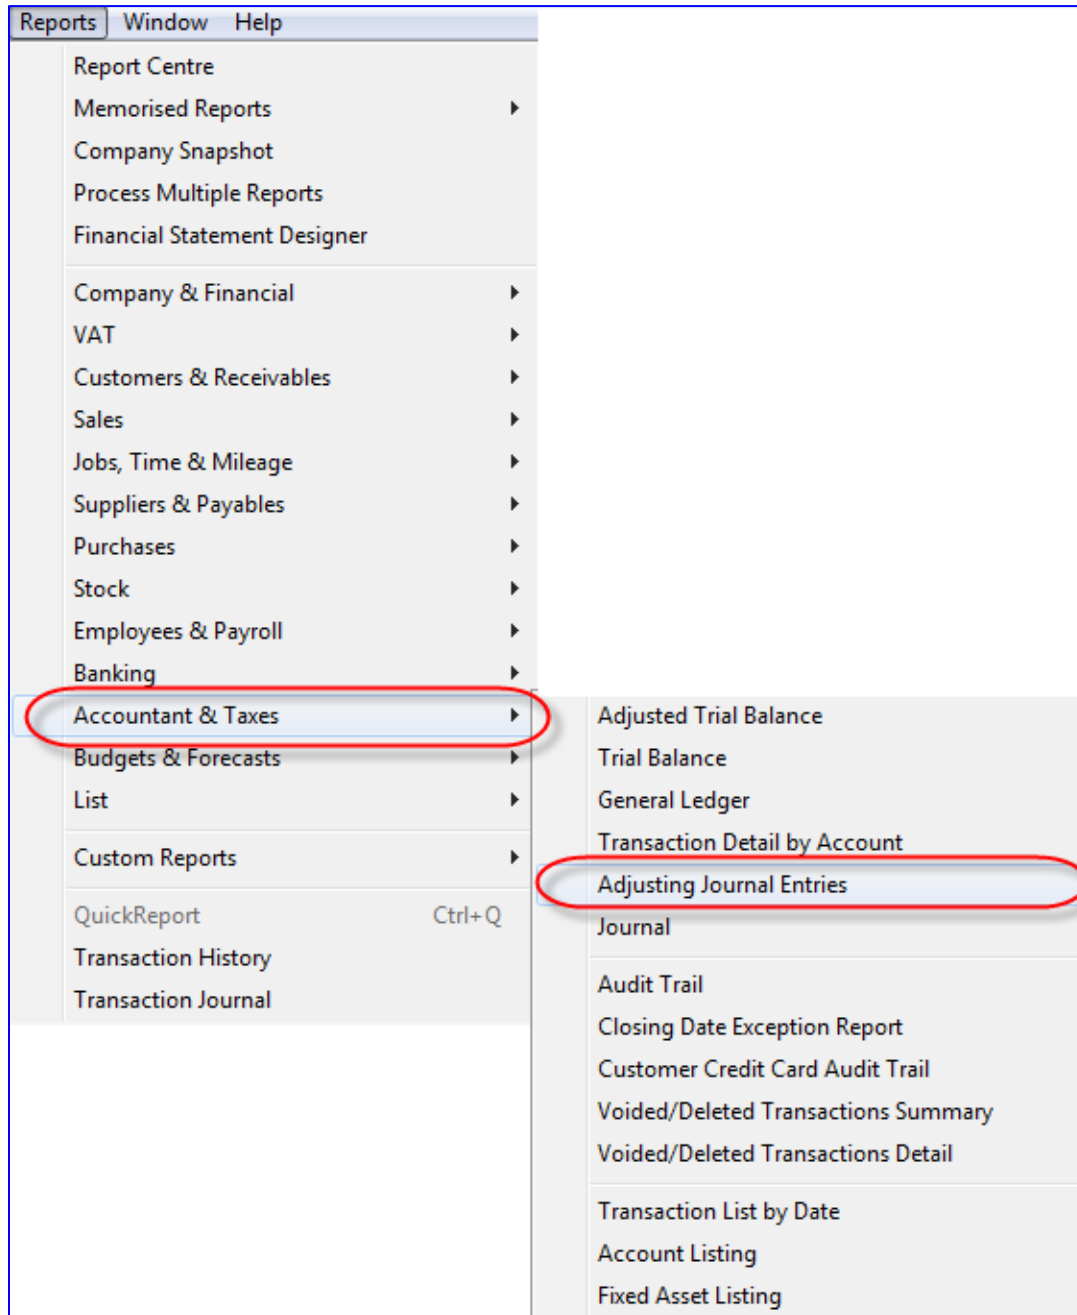 Reports Window Help
Report Centre
Memorised Reports
Company Snapshot
Process Multiple Reports
Financial Statement Designer
Company & Financial
VAT
Customers & Receivables
Sales
Jobs, Time & Mileage
Suppliers & Payables
Purchases
Stock
Employees & Payroll
Banking
Accountant & Taxes
Budgets & Forecasts
List
Custom Reports
QuickReport Ctrl+Q
Transaction History
Transaction Journal
Adjusted Trial Balance
Trial Balance
General Ledger
Transaction Detail by Account
Adjusting Journal Entries
Journal
Audit Trail
Closing Date Exception Report
Customer Credit Card Audit Trail
Voided/Deleted Transactions Summary
Voided/Deleted Transactions Detail
Transaction List by Date
Account Listing
Fixed Asset Listing